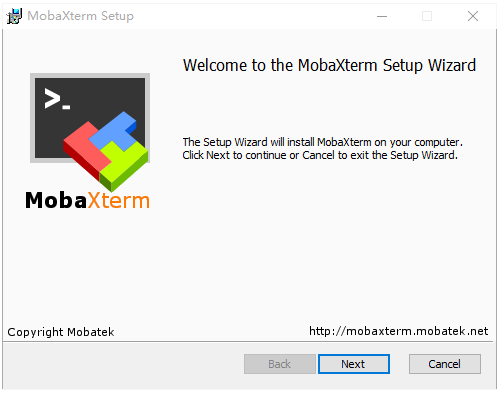 MobaXterm Setup
Welcome to the MobaXterm Setup Wizard
The Setup Wizard will install MobaXterm on your computer.
Click Next to continue or Cancel to exit the Setup Wizard.
>_
MobaXterm
Copyright Mobatek
http://mobaxterm.mobatek.net
Back
Next
Cancel